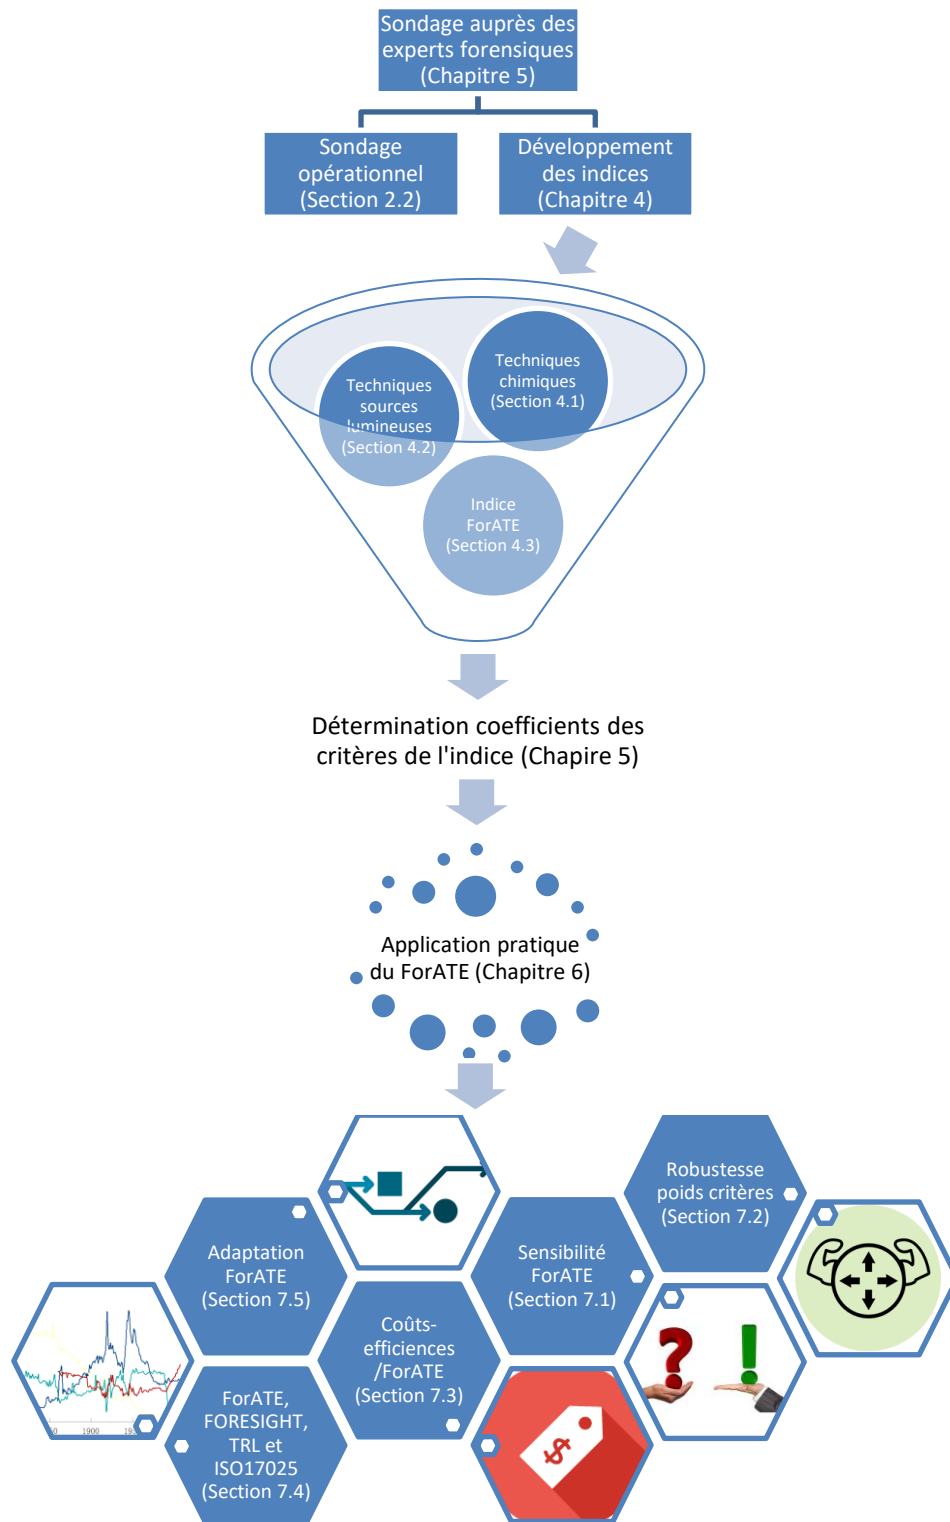 Sondage auprès des
experts forensiques
(Chapitre 5)
Sondage
opérationnel
(Section 2.2)
Développement
des indices
(Chapitre 4)
Techniques
chimiques
(Section 4.1)
Techniques
sources
lumineuses
(Section 4.2)
Indice
ForATE
(Section 4.3)
Détermination coefficients des
critères de l'indice (Chapire 5)
Application pratique
du ForATE (Chapitre 6)
Robustesse
poids critères
(Section 7.2)
Adaptation
ForATE
(Section 7.5)
Sensibilité
ForATE
(Section 7.1)
Coûts-
efficiences
/ForATE
(Section 7.3)
ForATE,
FORESIGHT,
TRL et
ISO17025
(Section 7.4)
1900
$
?
!